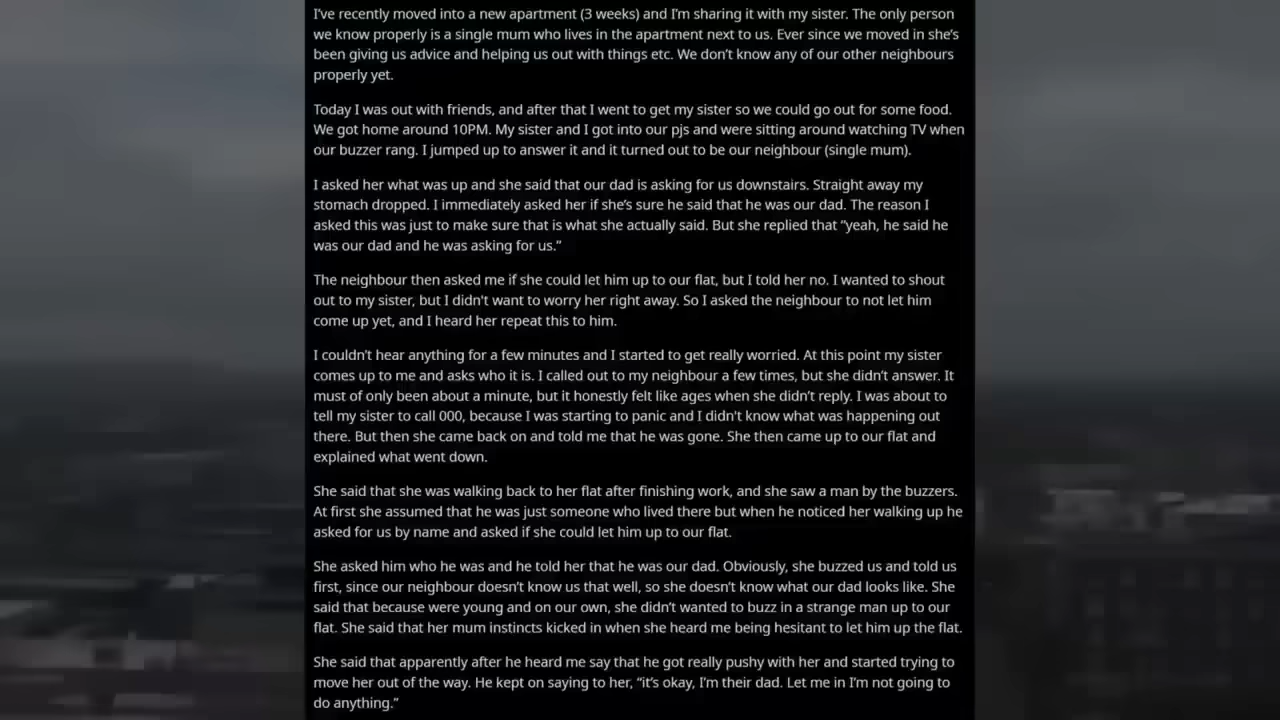 I’ve recently moved into a new apartment (3 weeks) and I’m sharing it with my sister. The only person
we know properly is a single mum who lives in the apartment next to us. Ever since we moved in she’s
been giving us advice and helping us out with things etc. We don’t know any of our other neighbours
properly yet.
Today I was out with friends, and after that I went to get my sister so we could go out for some food.
We got home around 10PM. My sister and I got into our pjs and were sitting around watching TV when
our buzzer rang. I jumped up to answer it and it turned out to be our neighbour (single mum).
I asked her what was up and she said that our dad is asking for us downstairs. Straight away my
stomach dropped. I immediately asked her if she’s sure he said that he was our dad. The reason I
asked this was just to make sure that is what she actually said. But she replied that “yeah, he said he
was our dad and he was asking for us.”
The neighbour then asked me if she could let him up to our flat, but I told her no. I wanted to shout
out to my sister, but I didn't want to worry her right away. So I asked the neighbour to not let him
come up yet, and I heard her repeat this to him.
I couldn’t hear anything for a few minutes and I started to get really worried. At this point my sister
comes up to me and asks who it is. I called out to my neighbour a few times, but she didn’t answer. It
must of only been about a minute, but it honestly felt like ages when she didn’t reply. I was about to
tell my sister to call 000, because I was starting to panic and I didn't know what was happening out
there. But then she came back on and told me that he was gone. She then came up to our flat and
explained what went down.
She said that she was walking back to her flat after finishing work, and she saw a man by the buzzers.
At first she assumed that he was just someone who lived there but when he noticed her walking up he
asked for us by name and asked if she could let him up to our flat.
She asked him who he was and he told her that he was our dad. Obviously, she buzzed us and told us
first, since our neighbour doesn’t know us that well, so she doesn’t know what our dad looks like. She
said that because were young and on our own, she didn’t wanted to buzz in a strange man up to our
flat. She said that her mum instincts kicked in when she heard me being hesitant to let him up the flat.
She said that apparently after he heard me say that he got really pushy with her and started trying to
move her out of the way. He kept on saying to her, “it’s okay, I’m their dad. Let me in I’m not going to
do anything.”